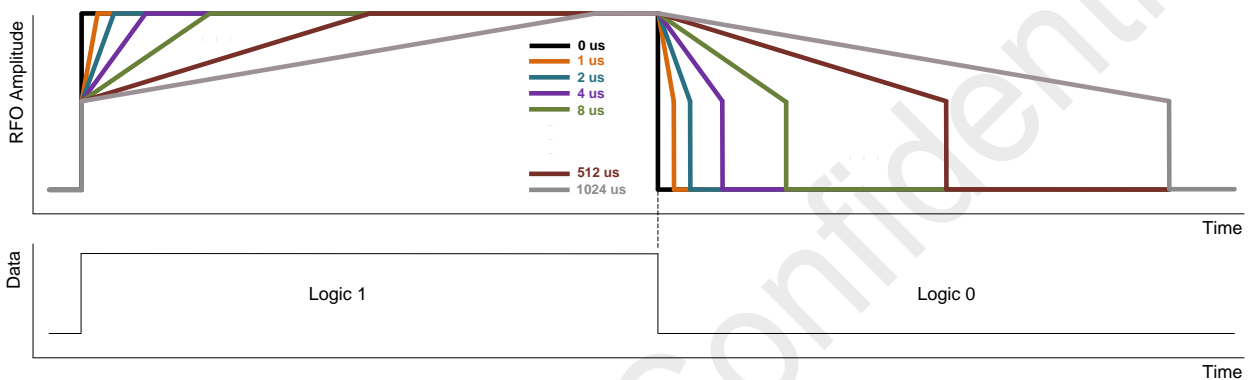 RFO Amplitude
0 us
1 us
2 us
4 us
8 us
512 us
1024 us
Time
Data
Logic 1
Logic 0
Time
Confidenti